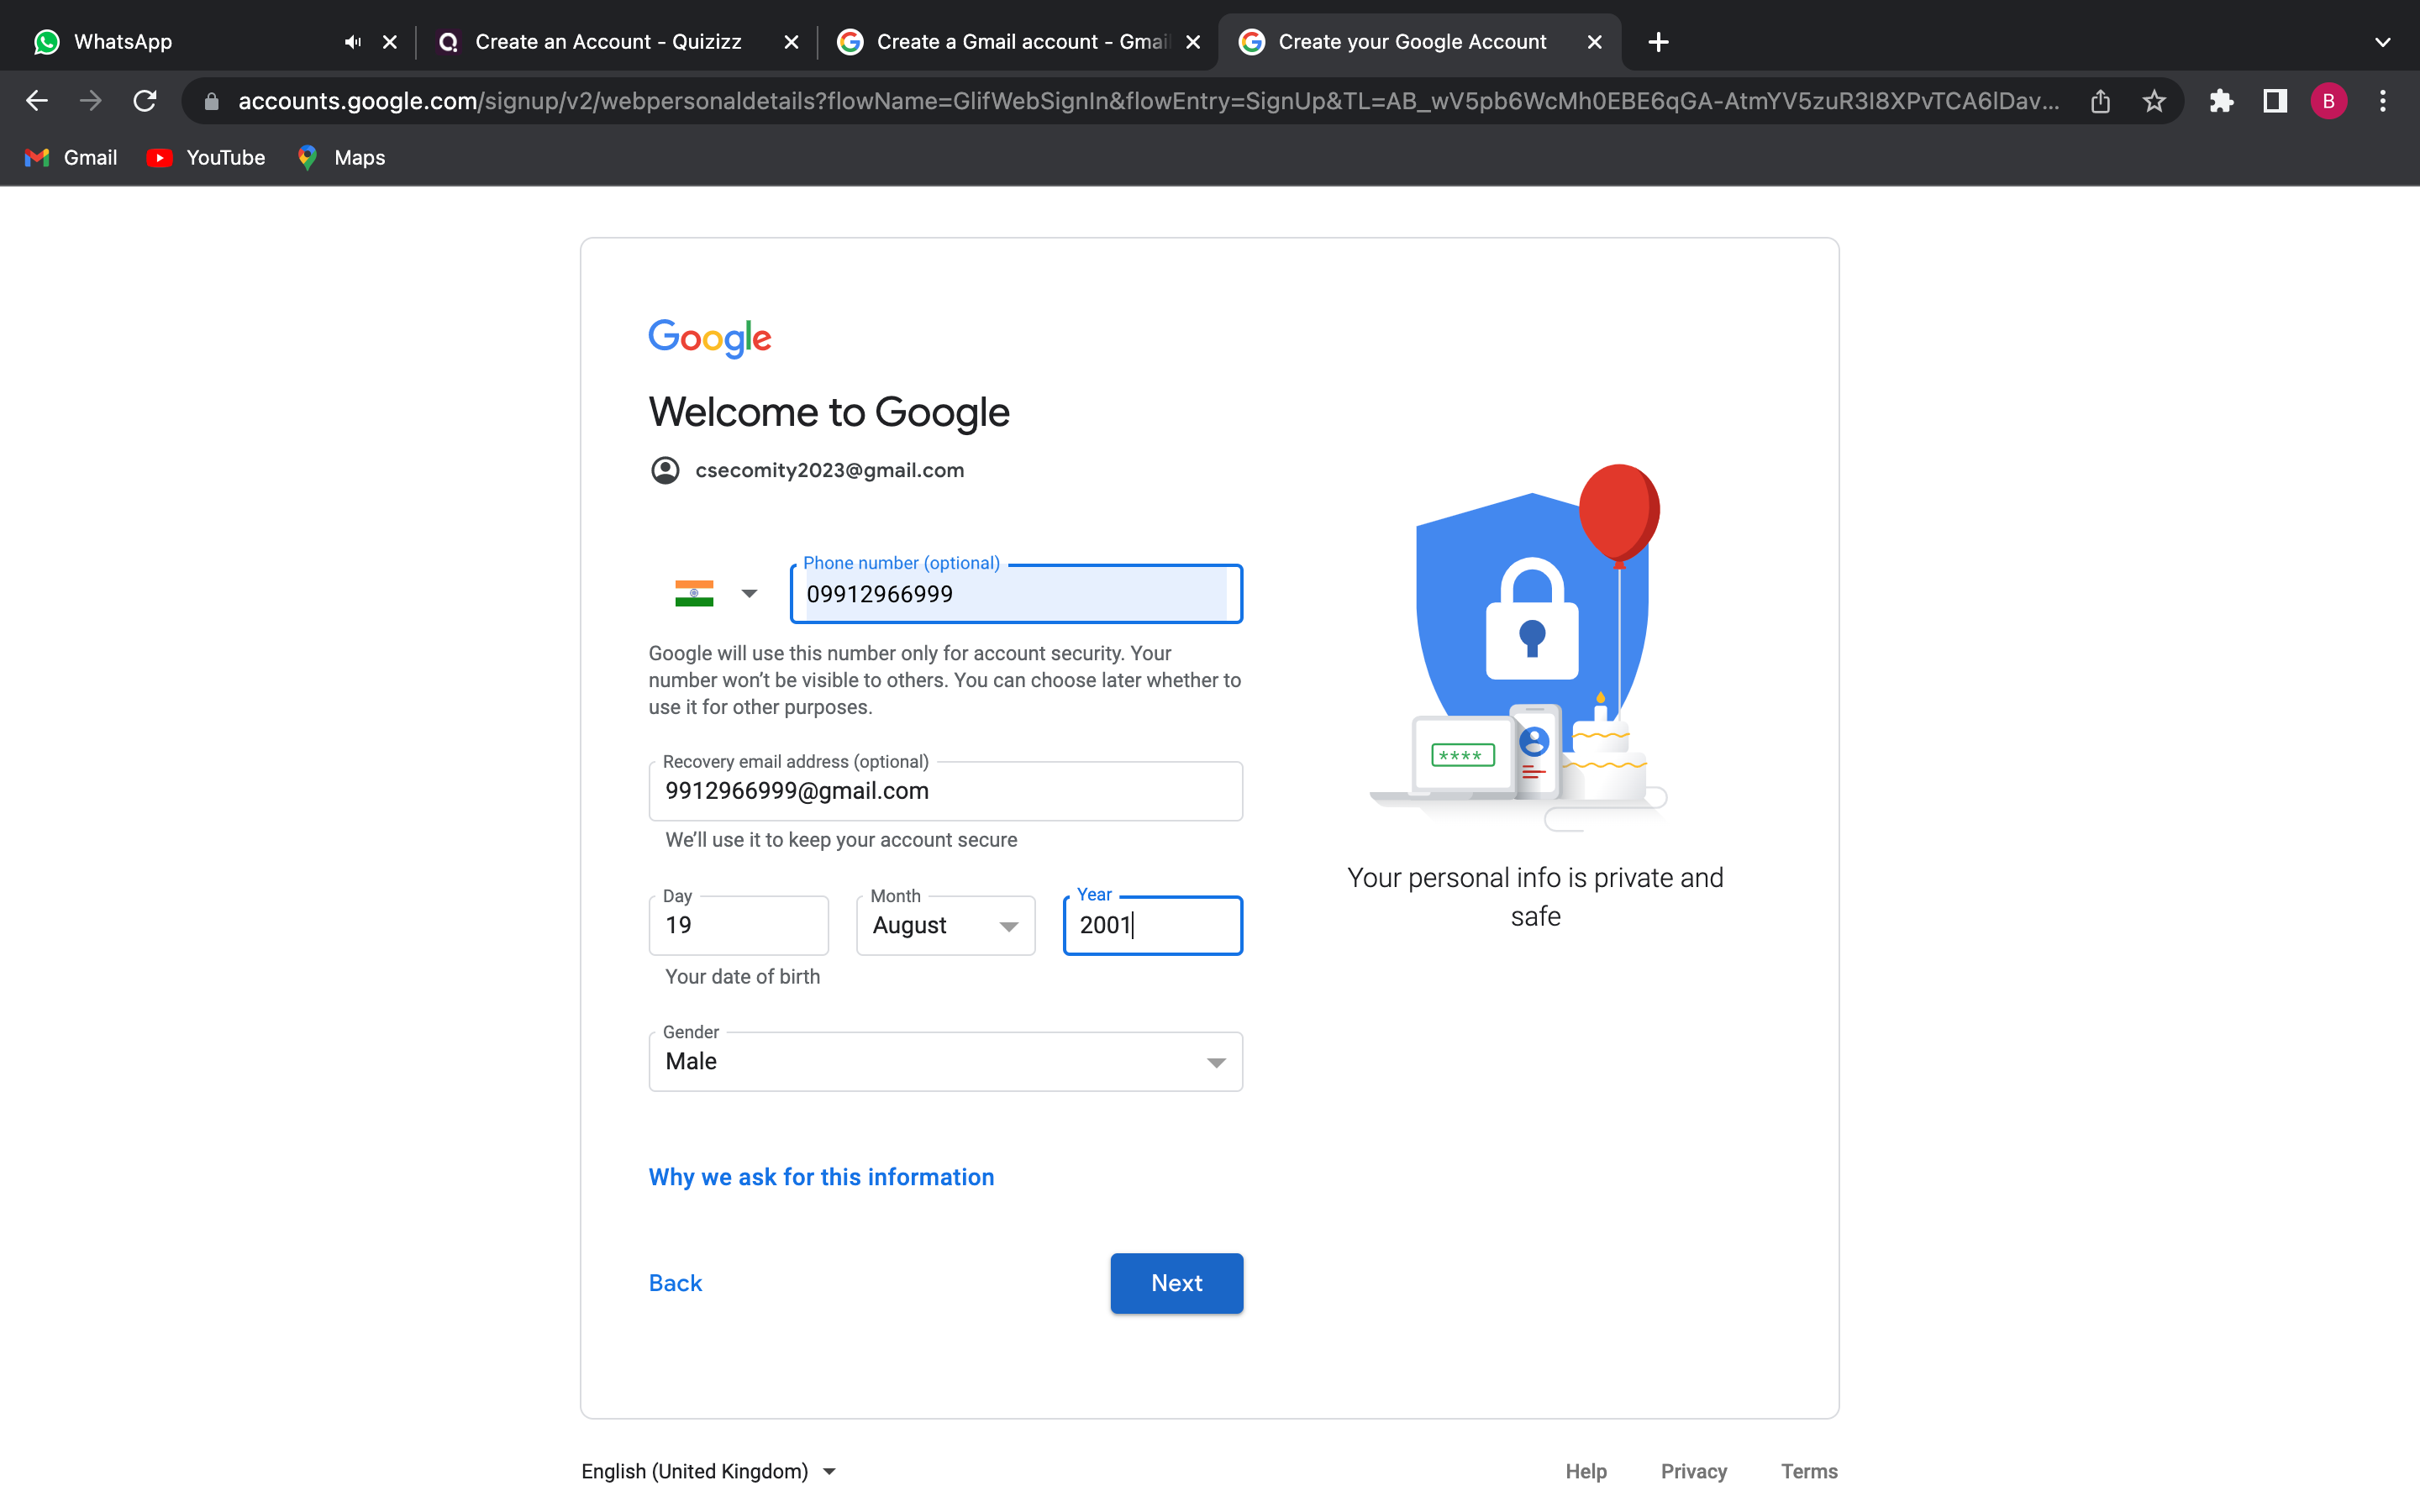 WhatsApp
Create an Account - Quizizz
Create a Gmail account - Gmail
Create your Google Account
accounts.google.com/signup/v2/webpersonaldetails?flowName=GlifWebSignIn&flowEntry=SignUp&TL=AB_wV5pb6WcMh0EBE6qGA-AtmYV5zuR3I8XPvTCA6lDav...
B
Gmail
YouTube
Maps
Google
Welcome to Google
csecomity2023@gmail.com
Phone number (optional)
09912966999
Google will use this number only for account security. Your
number won't be visible to others. You can choose later whether to
use it for other purposes.
Recovery email address (optional)
9912966999@gmail.com
We'll use it to keep your account secure
Day
19
Month
August
Year
2001
Your date of birth
Gender
Male
Why we ask for this information
Back
Next
****
Your personal info is private and
safe
English (United Kingdom)
Help
Privacy
Terms